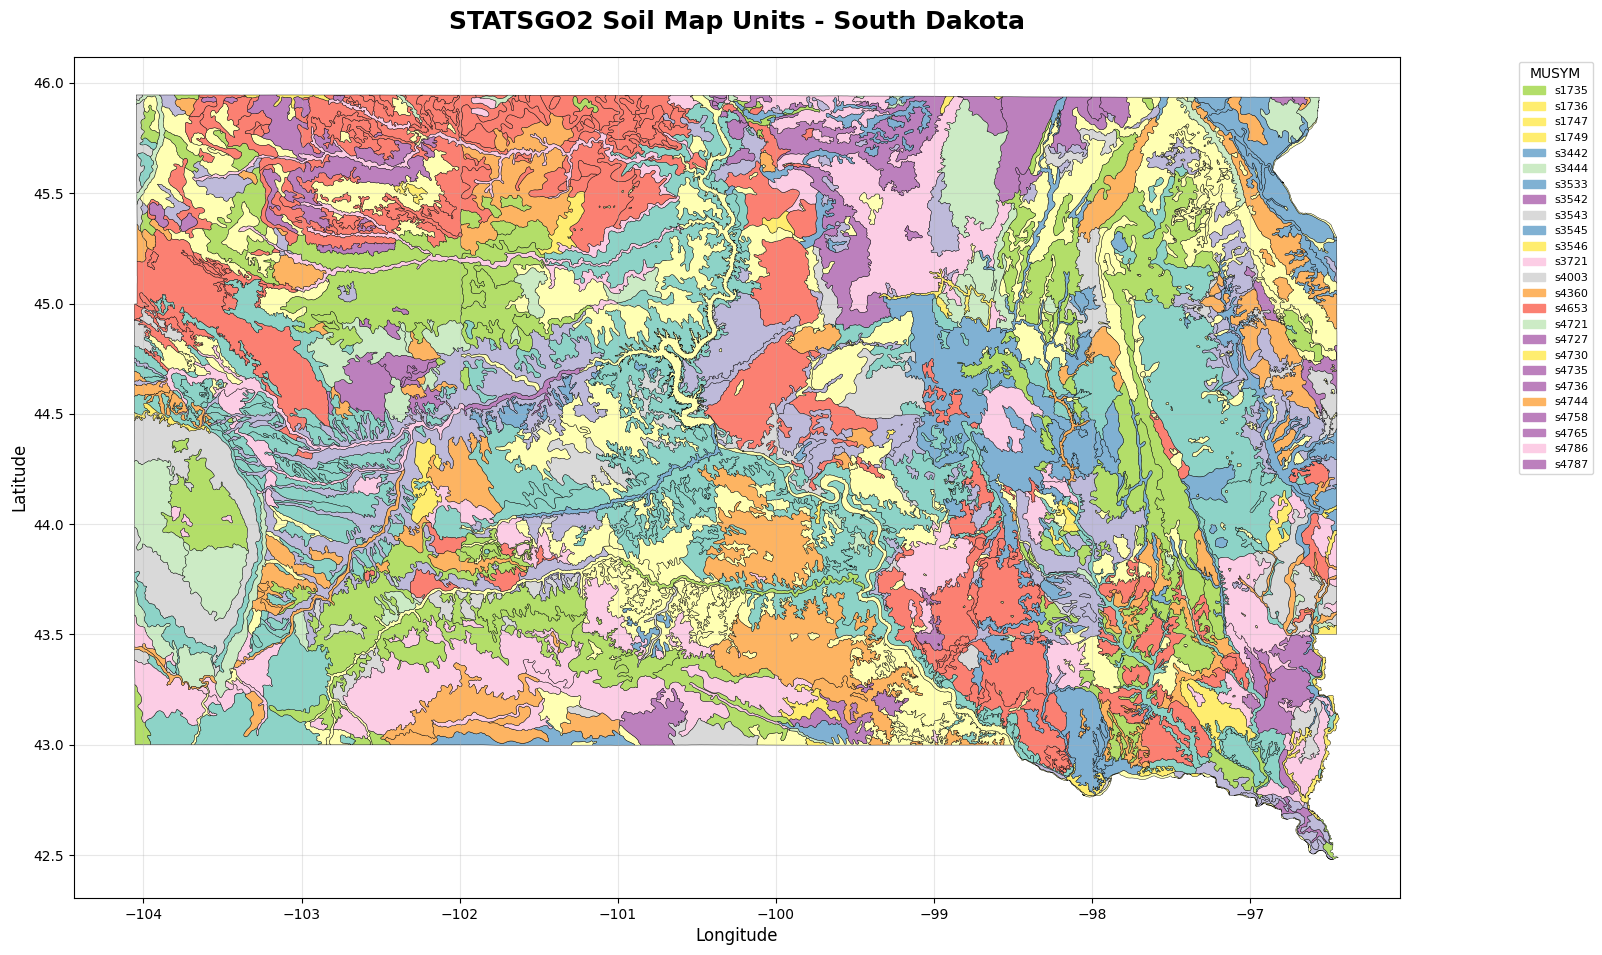 STATSGO2 Soil Map Units - South Dakota
46.0
45.5
45.0
44.5
44.0
43.5
43.0
42.5
Latitude
−104
−103
−102
−101
−100
−99
−98
−97
Longitude
MUSYM
s1735
s1736
s1747
s1749
s3442
s3444
s3533
s3542
s3543
s3545
s3546
s3721
s4003
s4360
s4653
s4721
s4727
s4730
s4735
s4736
s4744
s4758
s4765
s4786
s4787